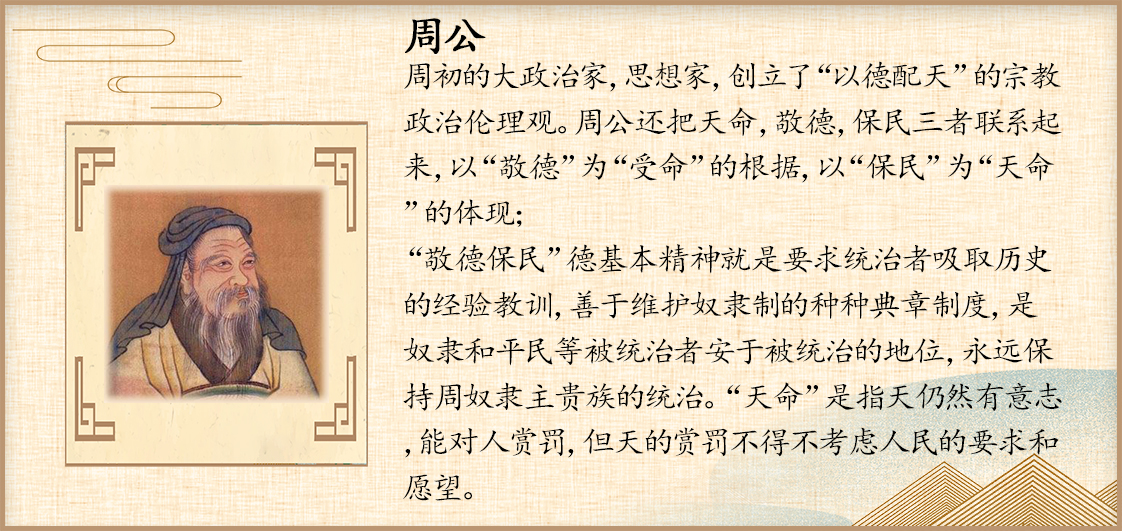 周公
周初的大政治家,思想家,创立了“以德配天”的宗教
政治伦理观。周公还把天命,敬德,保民三者联系起
来,以“敬德”为“受命”的根据,以“保民”为“天命
”的体现;
“敬德保民”德基本精神就是要求统治者吸取历史
的经验教训,善于维护奴隶制的种种典章制度,是
奴隶和平民等被统治者安于被统治的地位,永远保
持周奴隶主贵族的统治。“天命”是指天仍然有意志
,能对人赏罚,但天的赏罚不得不考虑人民的要求和
愿望。